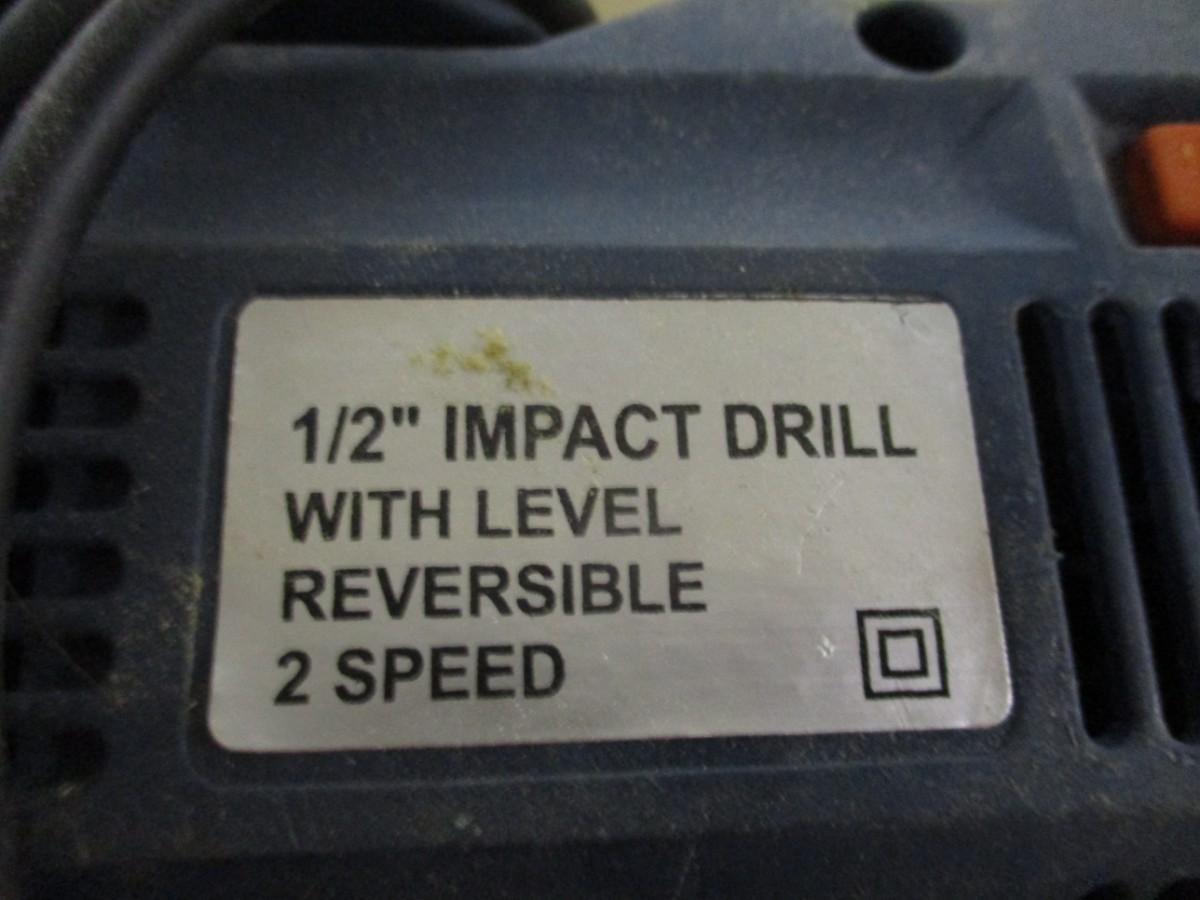 1/2" IMPACT DRILL
WITH LEVEL
REVERSIBLE
2 SPEED